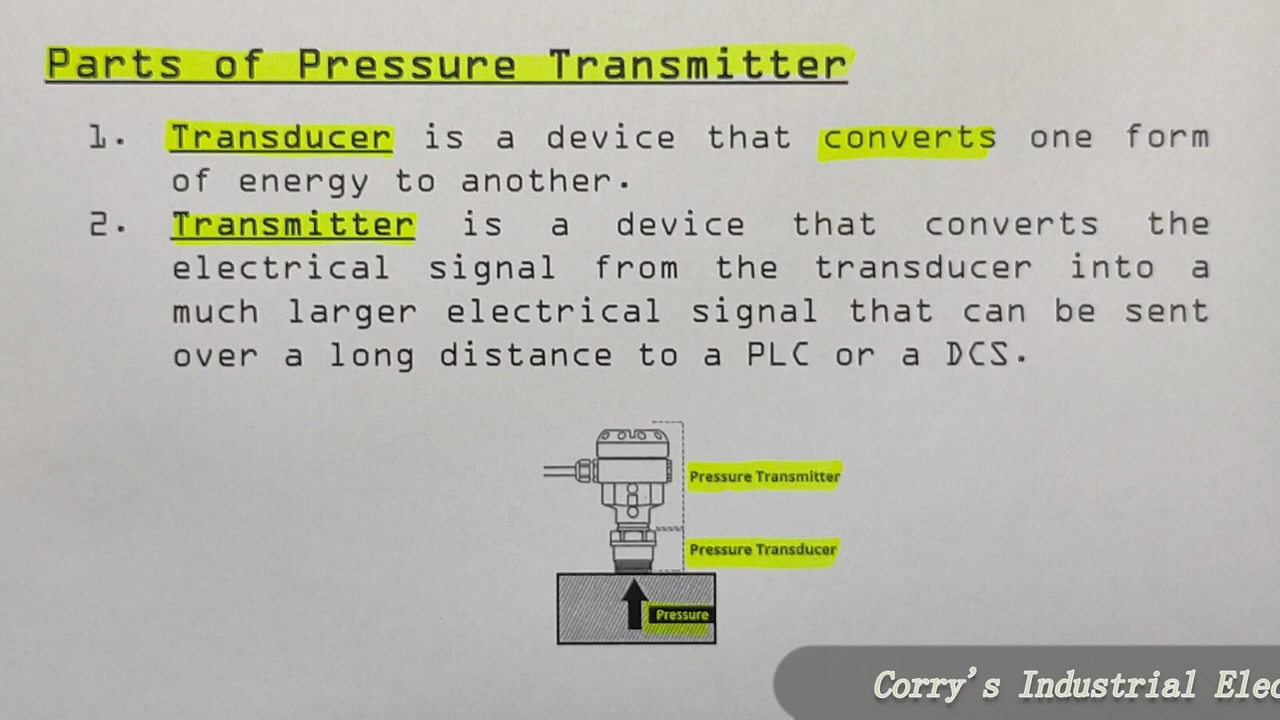 Parts of Pressure Transmitter
1. Transducer is a device that converts one form
of energy to another.
2. Transmitter is a device that converts the
electrical signal from the transducer into a
much larger electrical signal that can be sent
over a long distance to a PLC or a DCS.
Pressure Transmitter
Pressure Transducer
Pressure
Corry's Industrial Elec